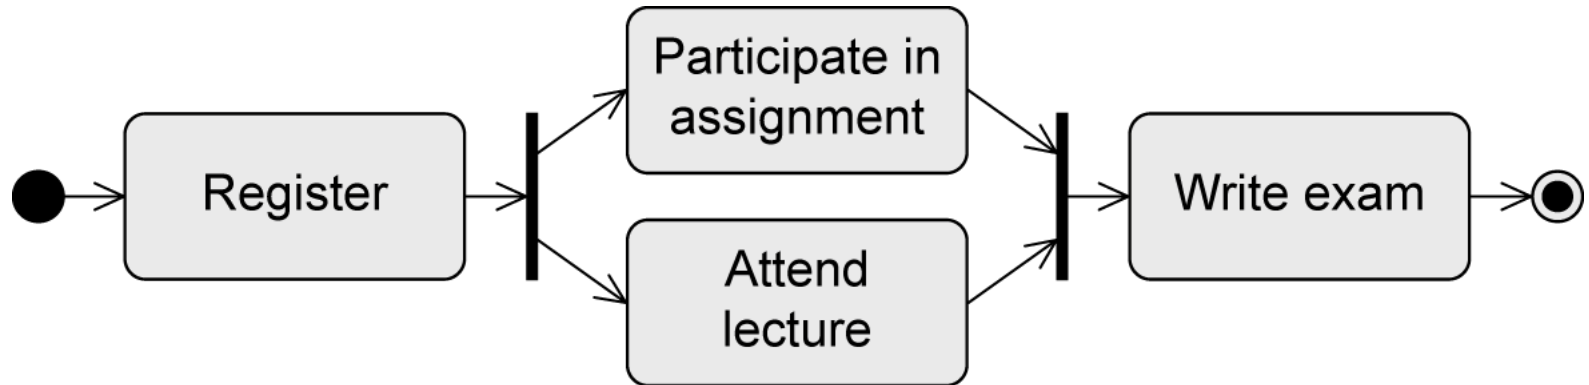 Register
Participate in
assignment
Attend
lecture
Write exam